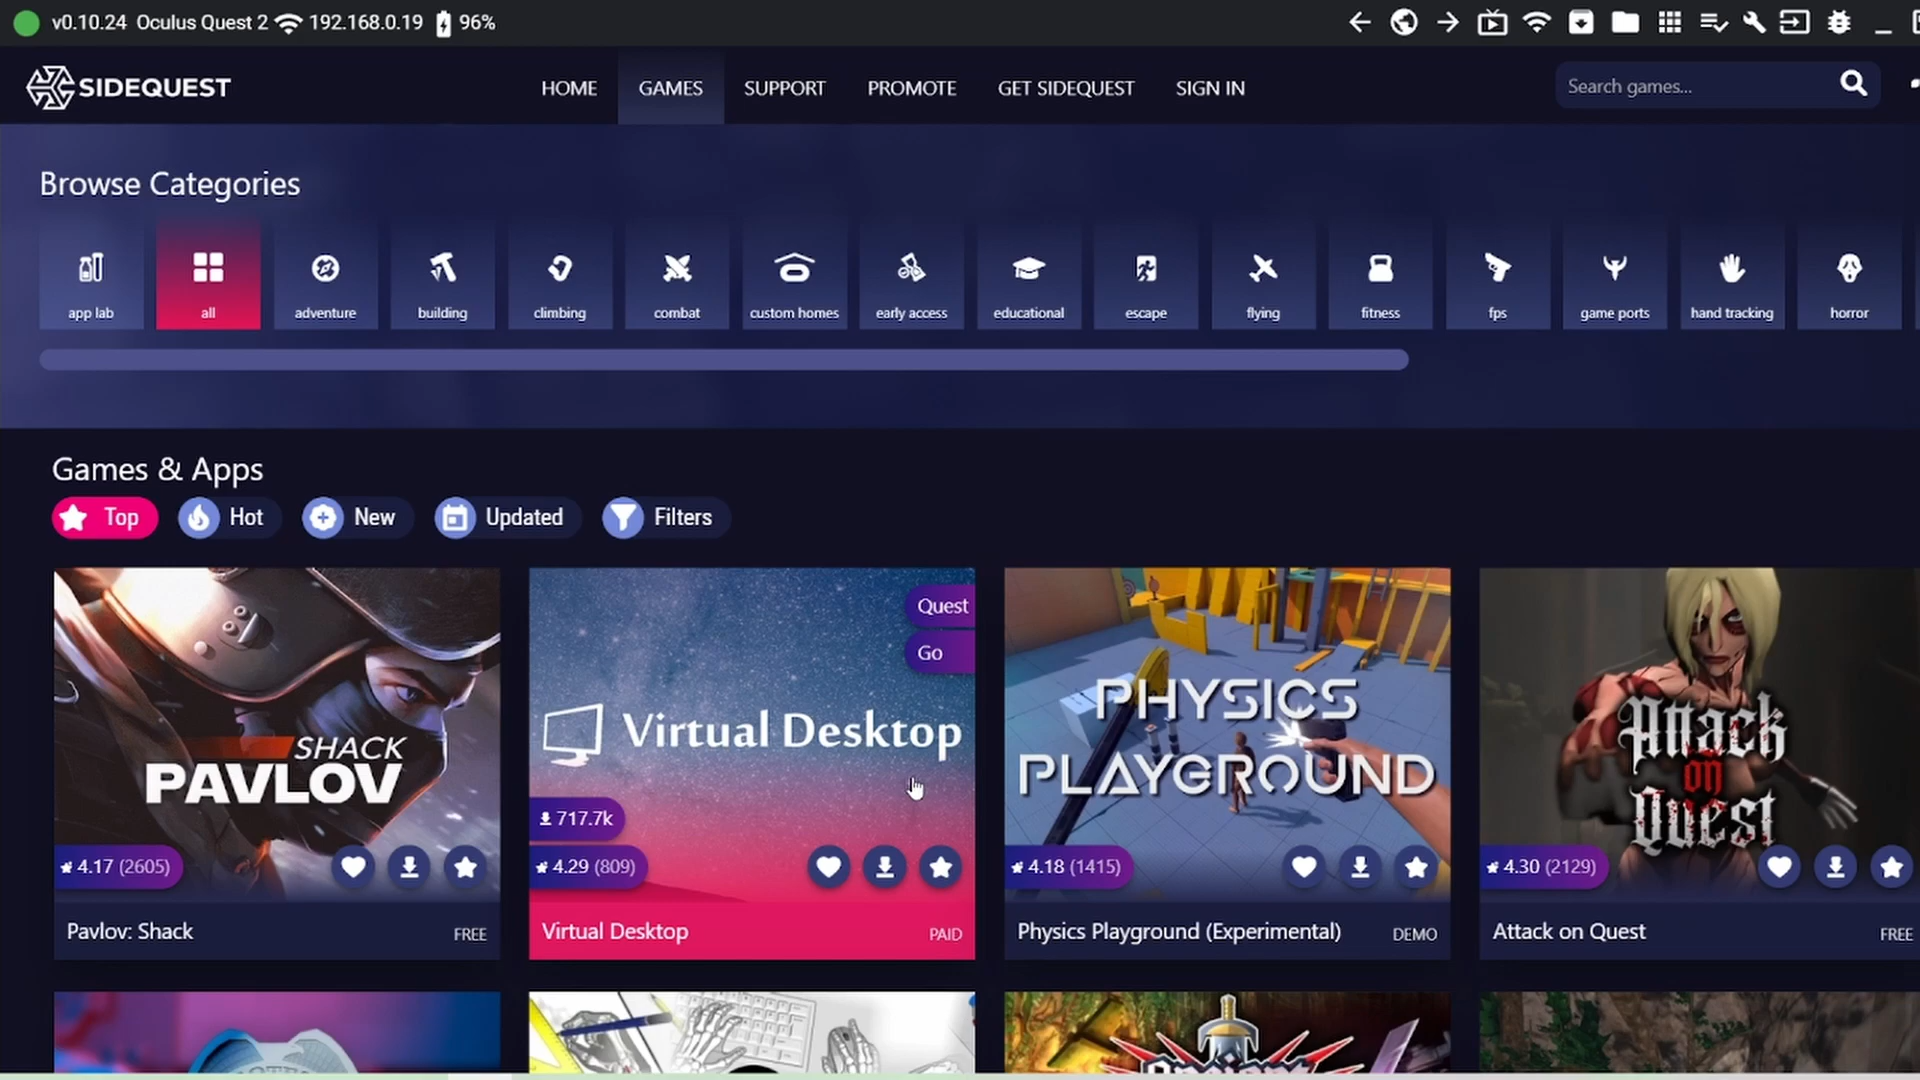 v0.10.24 Oculus Quest 2 192.168.0.19 96%
SIDEQUEST
HOME GAMES SUPPORT PROMOTE GET SIDEQUEST SIGN IN
Search games...
Browse Categories
app lab all adventure building climbing combat custom homes early access educational escape flying fitness fps game ports hand tracking horror
Games & Apps
Top Hot New Updated Filters
SHACK
PAVLOV
4.17 (2605)
Pavlov: Shack FREE
Quest
Go
Virtual Desktop
717.7k
4.29 (809)
Virtual Desktop PAID
PHYSICS
PLAYGROUND
4.18 (1415)
Physics Playground (Experimental) DEMO
Attack
on
Quest
4.30 (2129)
Attack on Quest FREE